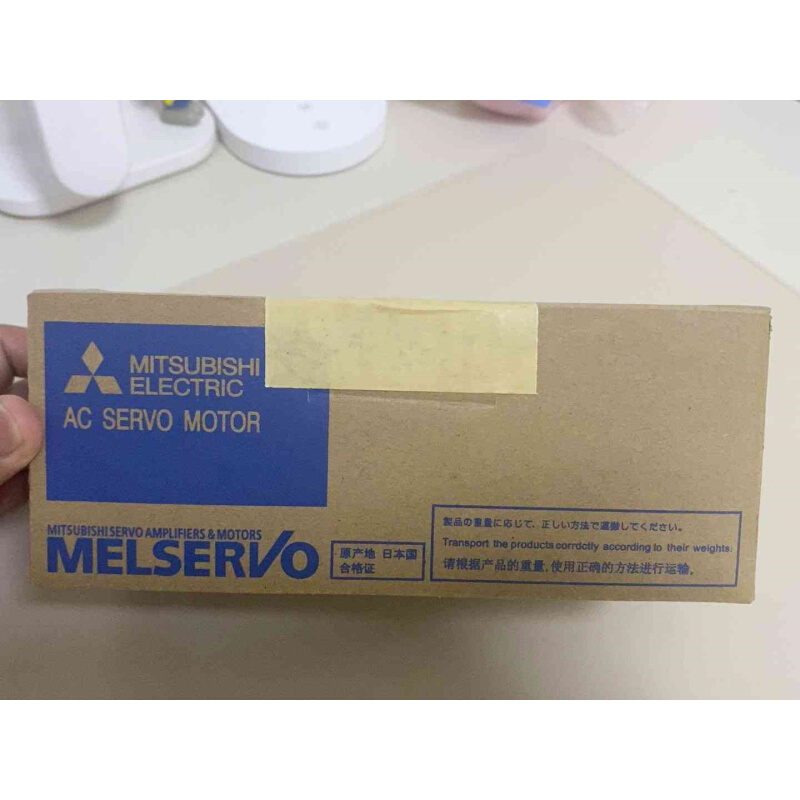 MITSUBISHI
ELECTRIC
AC SERVO MOTOR
MITSUBISHI SERVO AMPLIFIERS & MOTORS
MELSERVO
原产地 日本国
合格证
製品の重量に応じて、正しい方法で運搬してください。
Transport the products corrdctly according to their weights.
请根据产品的重量,使用正确的方法进行运输。